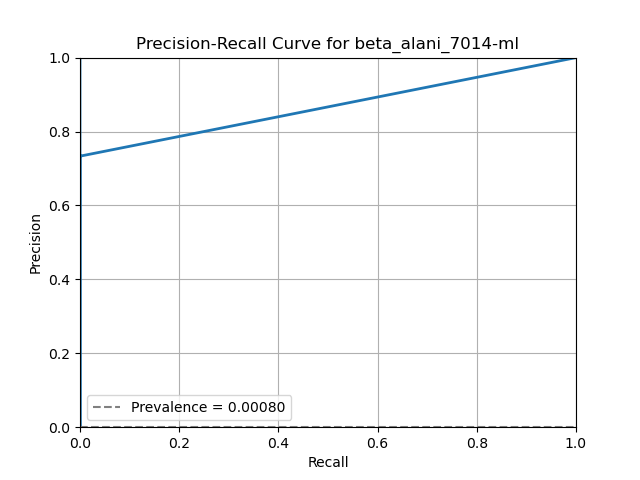 Precision-Recall Curve for beta_alani_7014-ml
1.0
0.8
0.6
0.4
0.2
0.0
Precision
Prevalence = 0.00080
0.0 0.2 0.4 0.6 0.8 1.0
Recall